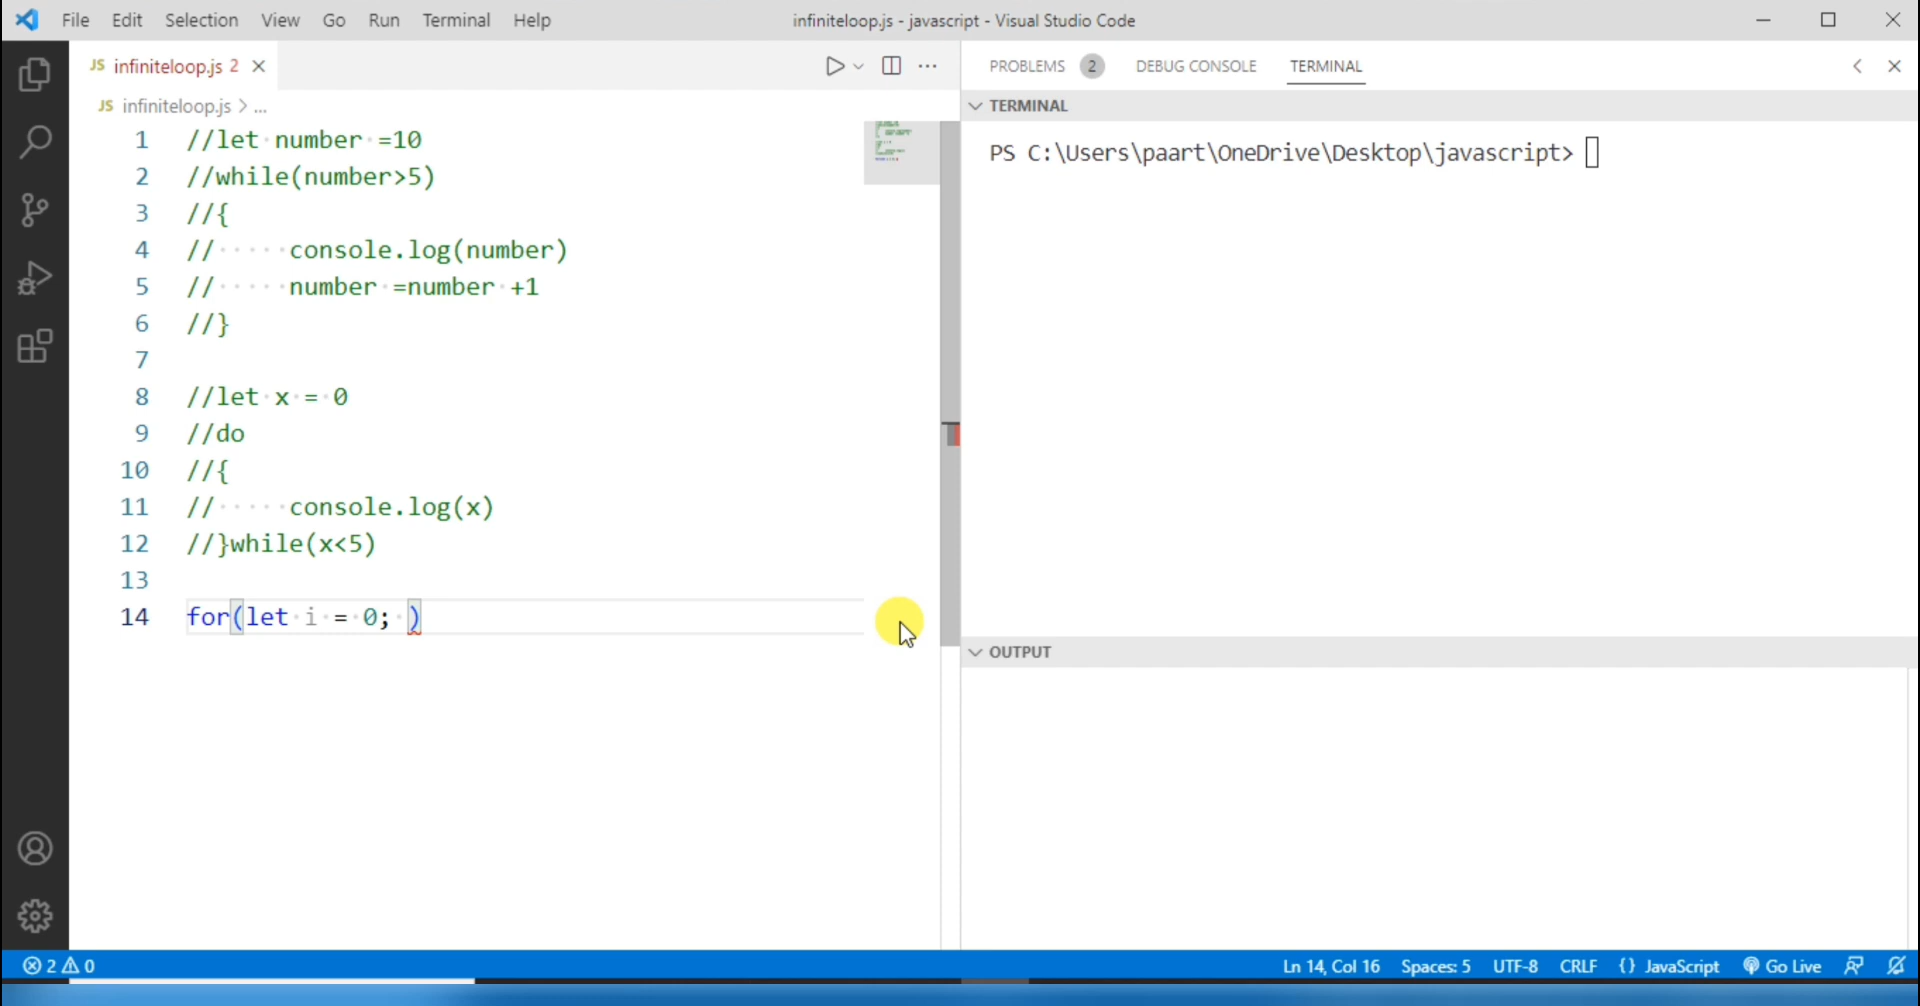 File Edit Selection View Go Run Terminal Help
infiniteloop.js - javascript - Visual Studio Code
JS infiniteloop.js 2
JS infiniteloop.js > ...
1 //let number =10
2 //while(number>5)
3 //{
4 // console.log(number)
5 // number =number +1
6 //}
7
8 //let x = 0
9 //do
10 //{
11 // console.log(x)
12 //}while(x<5)
13
14 for(let i = 0; )
PROBLEMS 2 DEBUG CONSOLE TERMINAL
TERMINAL
PS C:\Users\paart\OneDrive\Desktop\javascript>
OUTPUT
2 0
Ln 14, Col 16 Spaces: 5 UTF-8 CRLF {} JavaScript Go Live